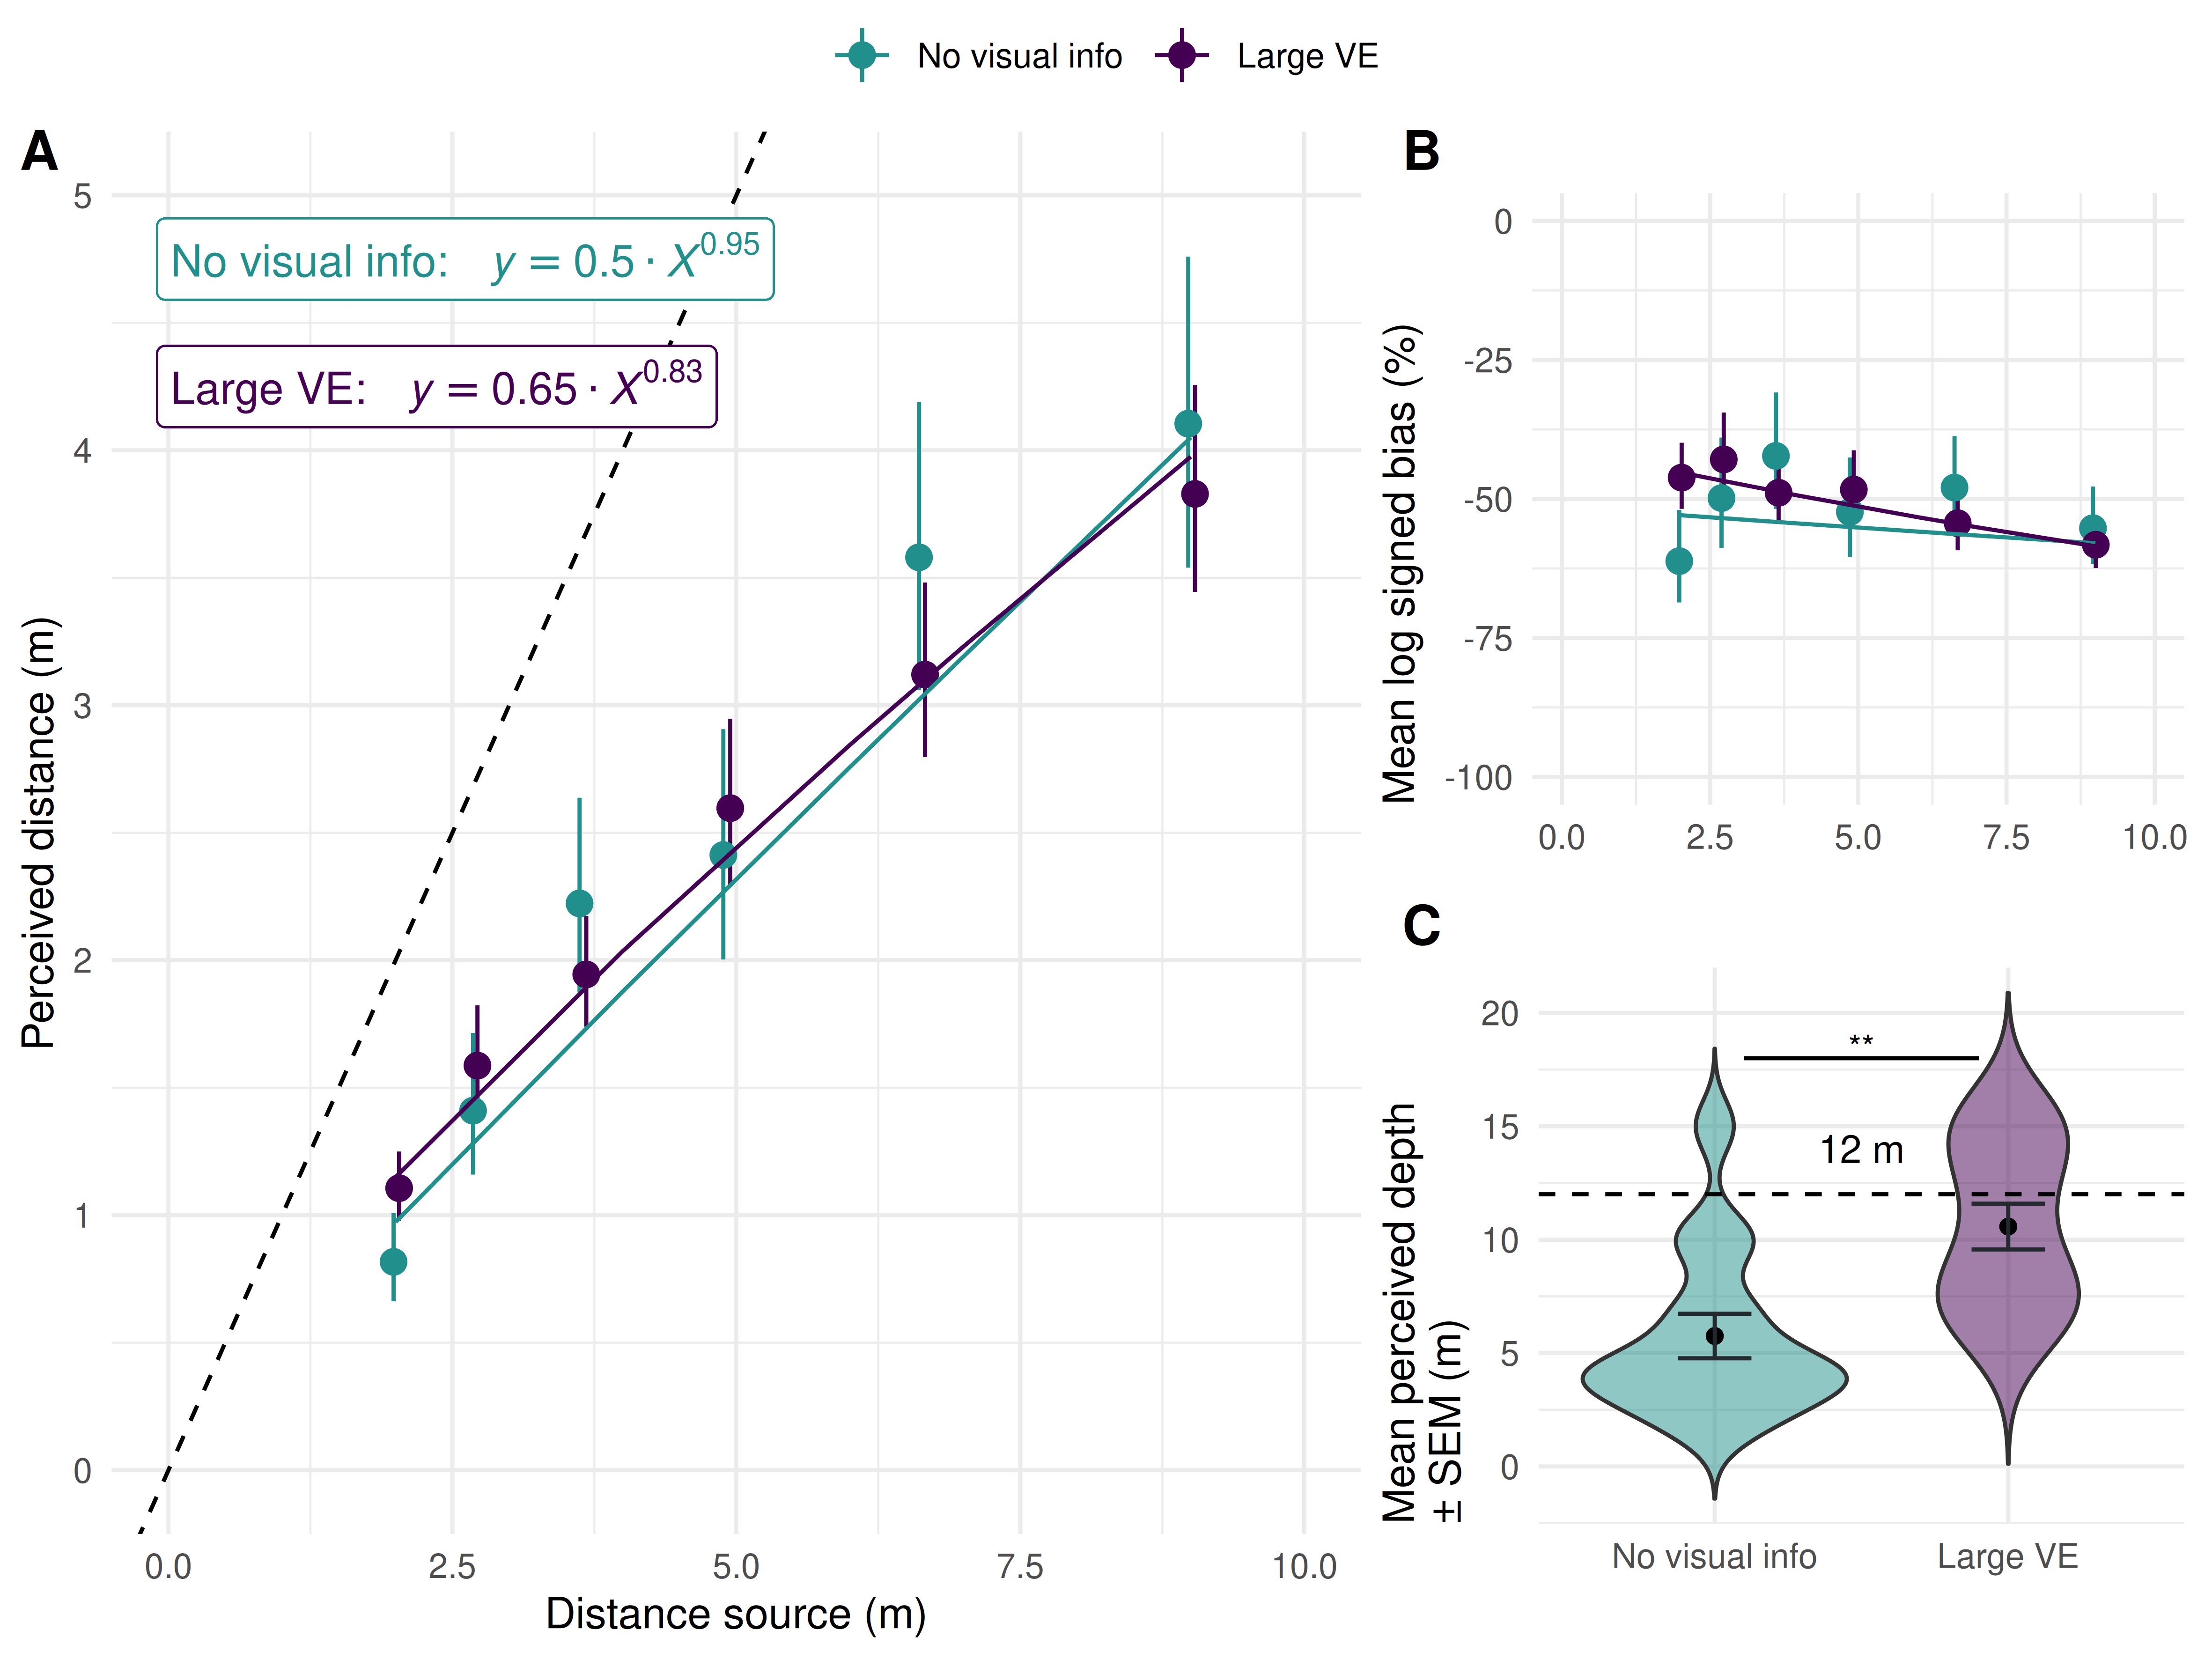 No visual info Large VE
A
5
4
3
2
1
0
Perceived distance (m)
No visual info: y = 0.5 · X^0.95
Large VE: y = 0.65 · X^0.83
0.0 2.5 5.0 7.5 10.0
Distance source (m)
B
0
-25
-50
-75
-100
Mean log signed bias (%)
0.0 2.5 5.0 7.5 10.0
C
20
15
10
5
0
Mean perceived depth
± SEM (m)
**
12 m
No visual info Large VE